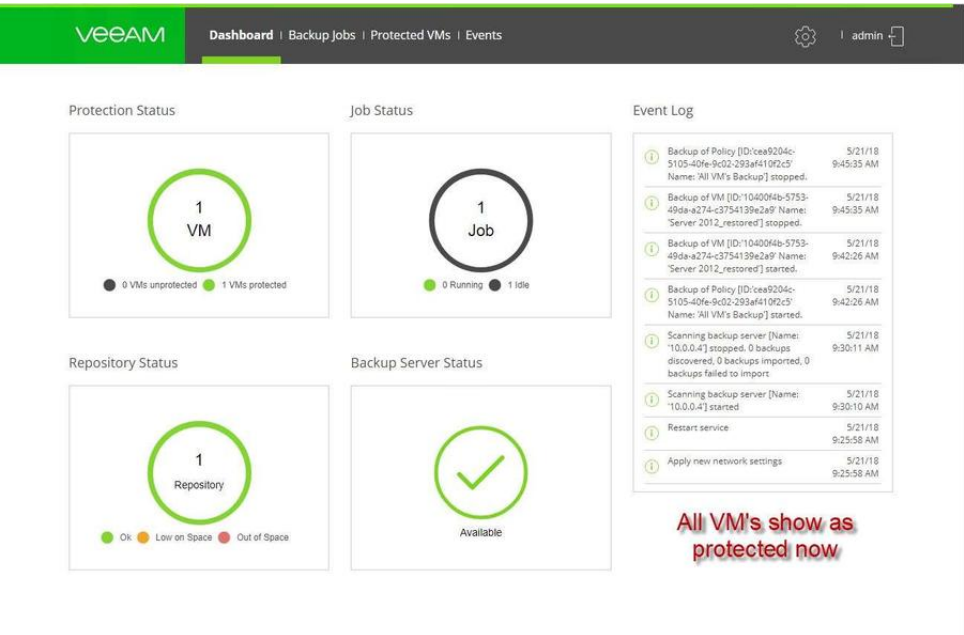 veeAM
Dashboard | Backup Jobs | Protected VMs | Events
| admin
Protection Status
1
VM
0 VMs unprotected 1 VMs protected
Job Status
1
Job
0 Running 1 Idle
Event Log
Backup of Policy [ID:'cea9204c- 5/21/18
5105-40fe-9c02-293af410f2c5' 9:45:35 AM
Name: 'All VM's Backup'] stopped.
Backup of VM [ID:'10400f4b-5753- 5/21/18
49da-a274-c3754139e2a9' Name: 9:45:35 AM
'Server 2012_restored'] stopped.
Backup of VM [ID:'10400f4b-5753- 5/21/18
49da-a274-c3754139e2a9' Name: 9:42:26 AM
'Server 2012_restored'] started.
Backup of Policy [ID:'cea9204c- 5/21/18
5105-40fe-9c02-293af410f2c5' 9:42:26 AM
Name: 'All VM's Backup'] started.
Scanning backup server [Name: 5/21/18
'10.0.0.4'] stopped. 0 backups 9:30:11 AM
discovered, 0 backups imported, 0
backups failed to import
Scanning backup server [Name: 5/21/18
'10.0.0.4'] started 9:30:10 AM
Restart service 5/21/18
9:25:58 AM
Apply new network settings 5/21/18
9:25:58 AM
Repository Status
1
Repository
Ok Low on Space Out of Space
Backup Server Status
Available
All VM's show as
protected now